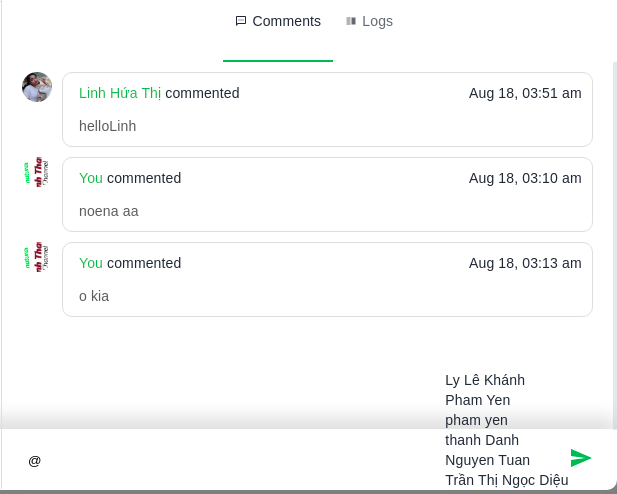 Comments Logs
Linh Hứa Thị commented Aug 18, 03:51 am
helloLinh
You commented Aug 18, 03:10 am
noena aa
You commented Aug 18, 03:13 am
o kia
Ly Lê Khánh
Pham Yen
pham yen
thanh Danh
@
Nguyen Tuan
Trần Thị Ngọc Diệu